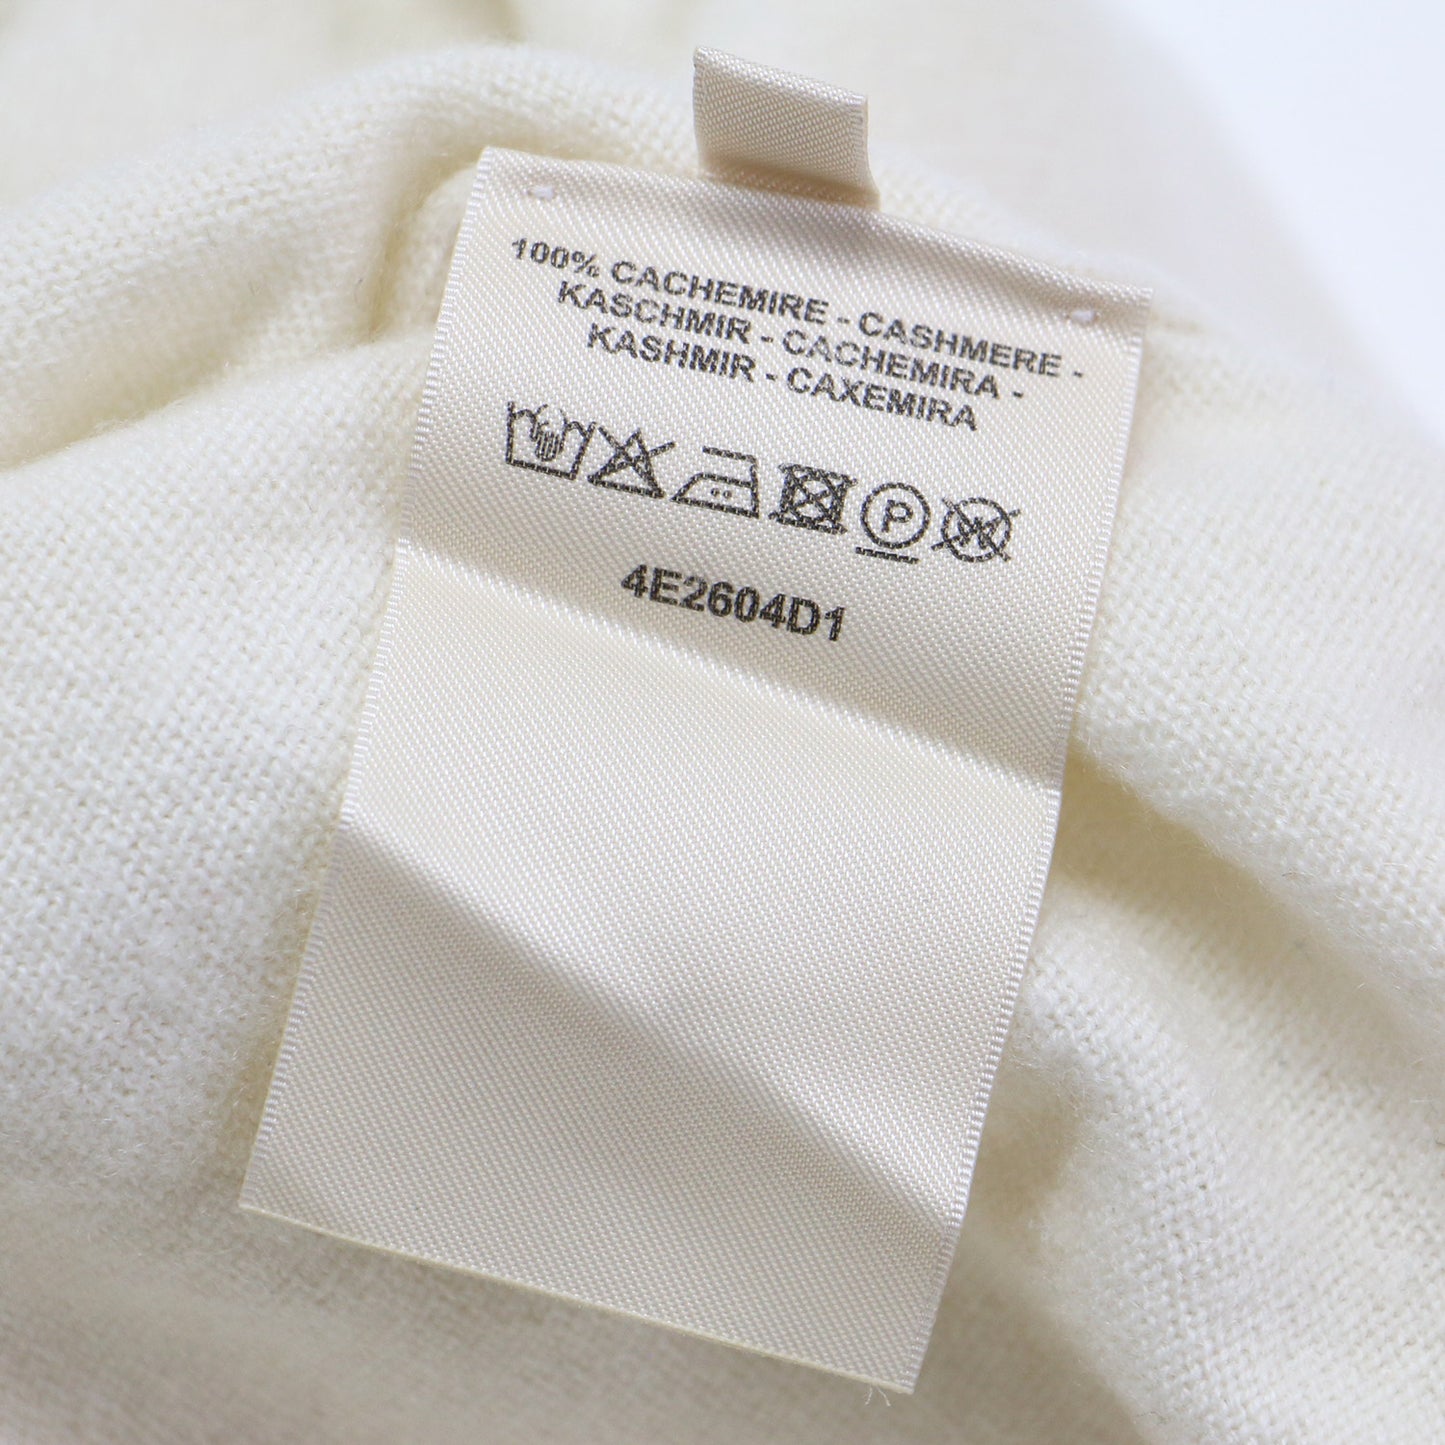 100% CACHEMIRE - CASHMERE -
KASCHMIR - CACHEMIRA -
KASHMIR - CAXEMIRA
P W
4E2604D1